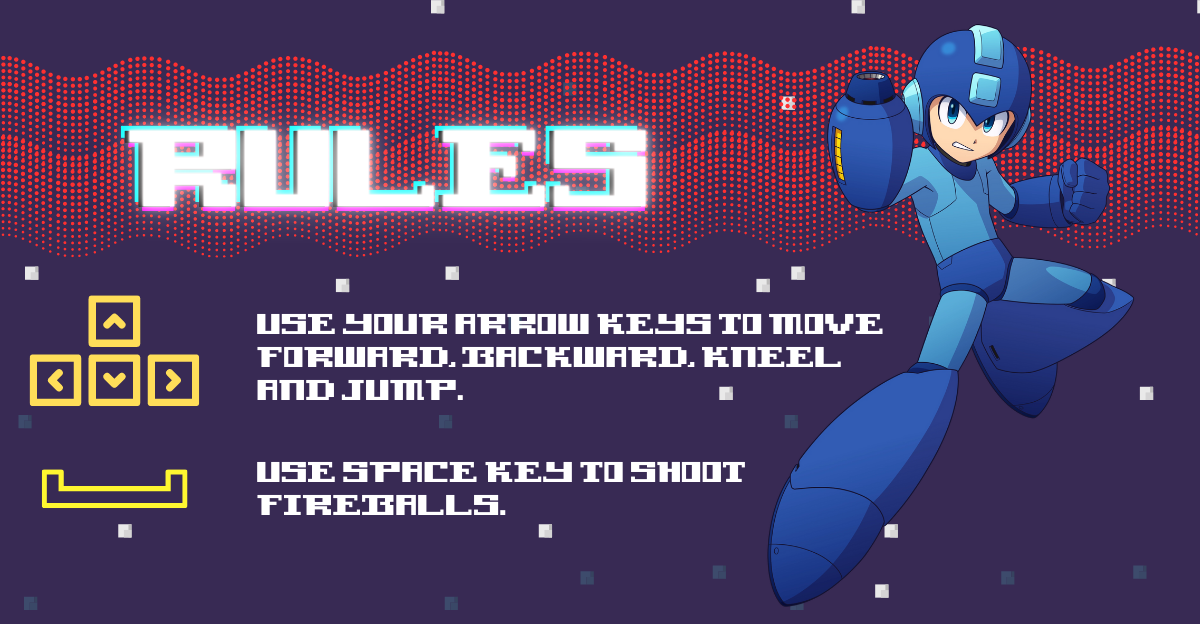 RULES
USE YOUR ARROW KEYS TO MOVE
FORWARD, BACKWARD, KNEEL
AND JUMP.
USE SPACE KEY TO SHOOT
FIREBALLS.